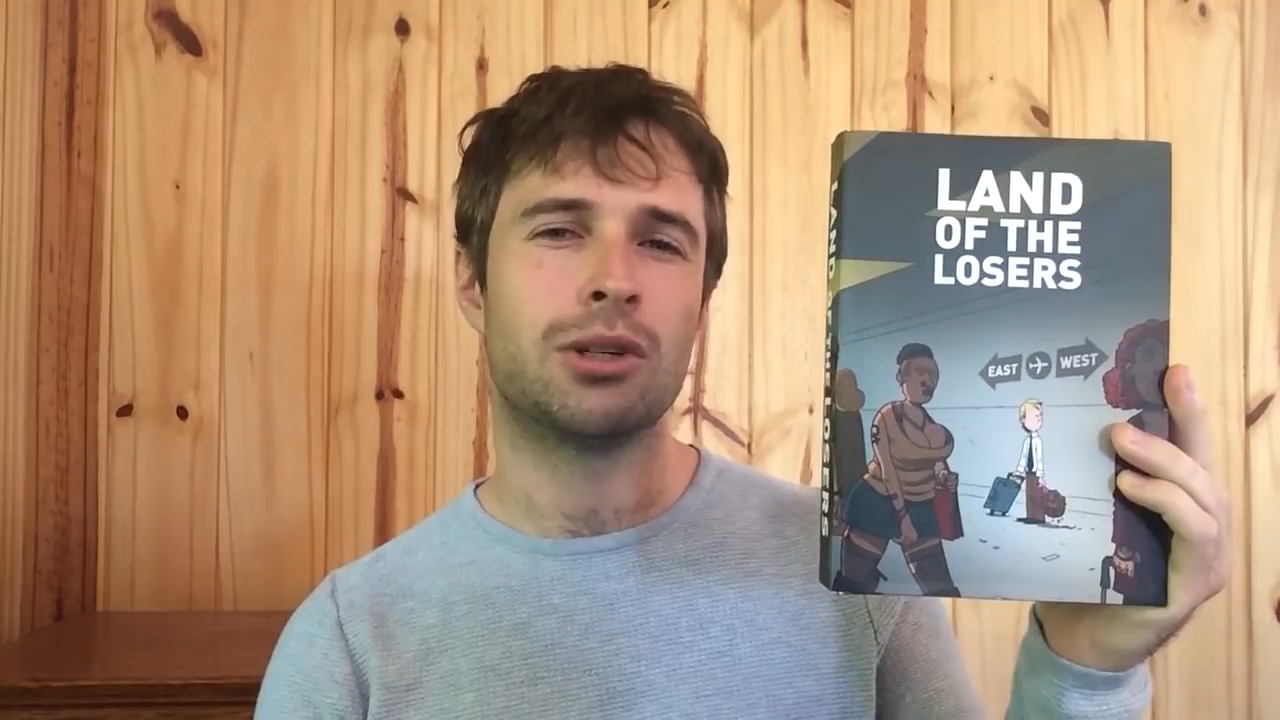 LAND
OF THE
LOSERS
EAST
WEST
LAND OF THE LOSERS